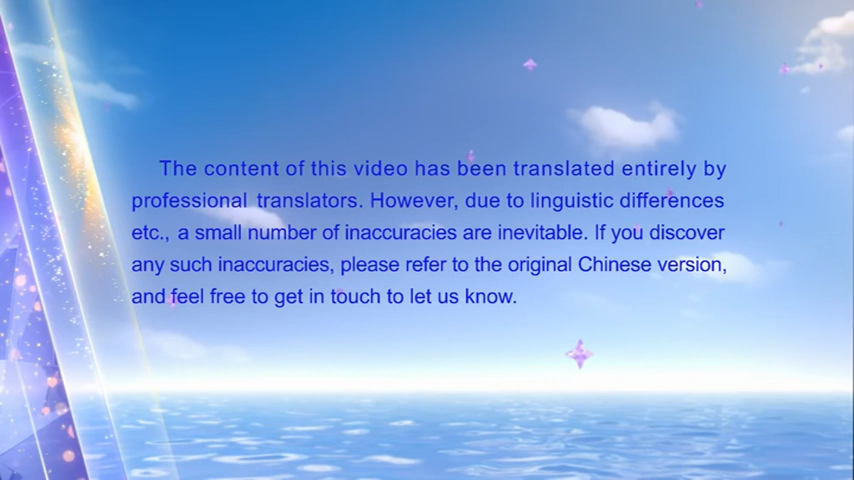 The content of this video has been translated entirely by
professional translators. However, due to linguistic differences
etc., a small number of inaccuracies are inevitable. If you discover
any such inaccuracies, please refer to the original Chinese version,
and feel free to get in touch to let us know.